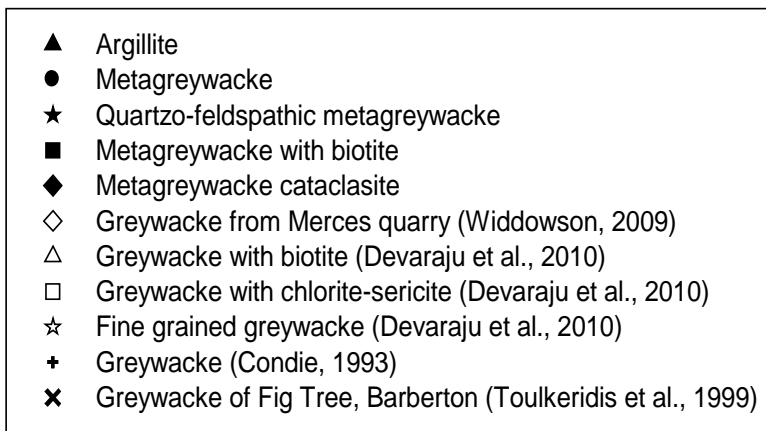 Argillite
Metagreywacke
Quartzo-feldspathic metagreywacke
Metagreywacke with biotite
Metagreywacke cataclasite
Greywacke from Merces quarry (Widdowson, 2009)
Greywacke with biotite (Devaraju et al., 2010)
Greywacke with chlorite-sericite (Devaraju et al., 2010)
Fine grained greywacke (Devaraju et al., 2010)
Greywacke (Condie, 1993)
Greywacke of Fig Tree, Barberton (Toulkeridis et al., 1999)